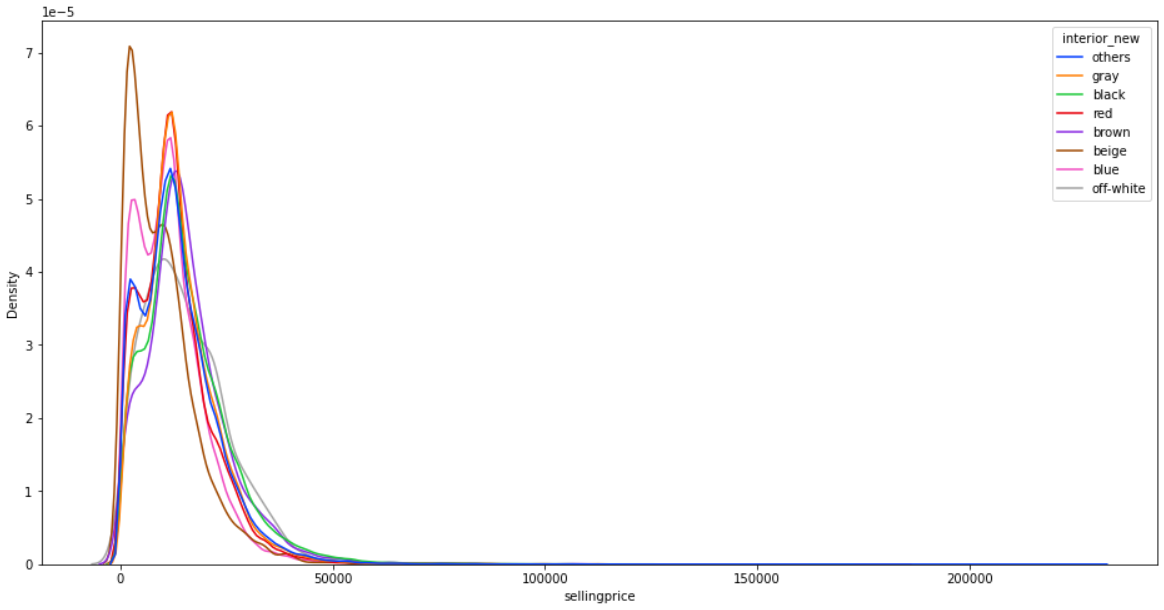 1e−5
7
6
5
4
3
2
1
0
Density
0 50000 100000 150000 200000
sellingprice
interior_new
others
gray
black
red
brown
beige
blue
off-white